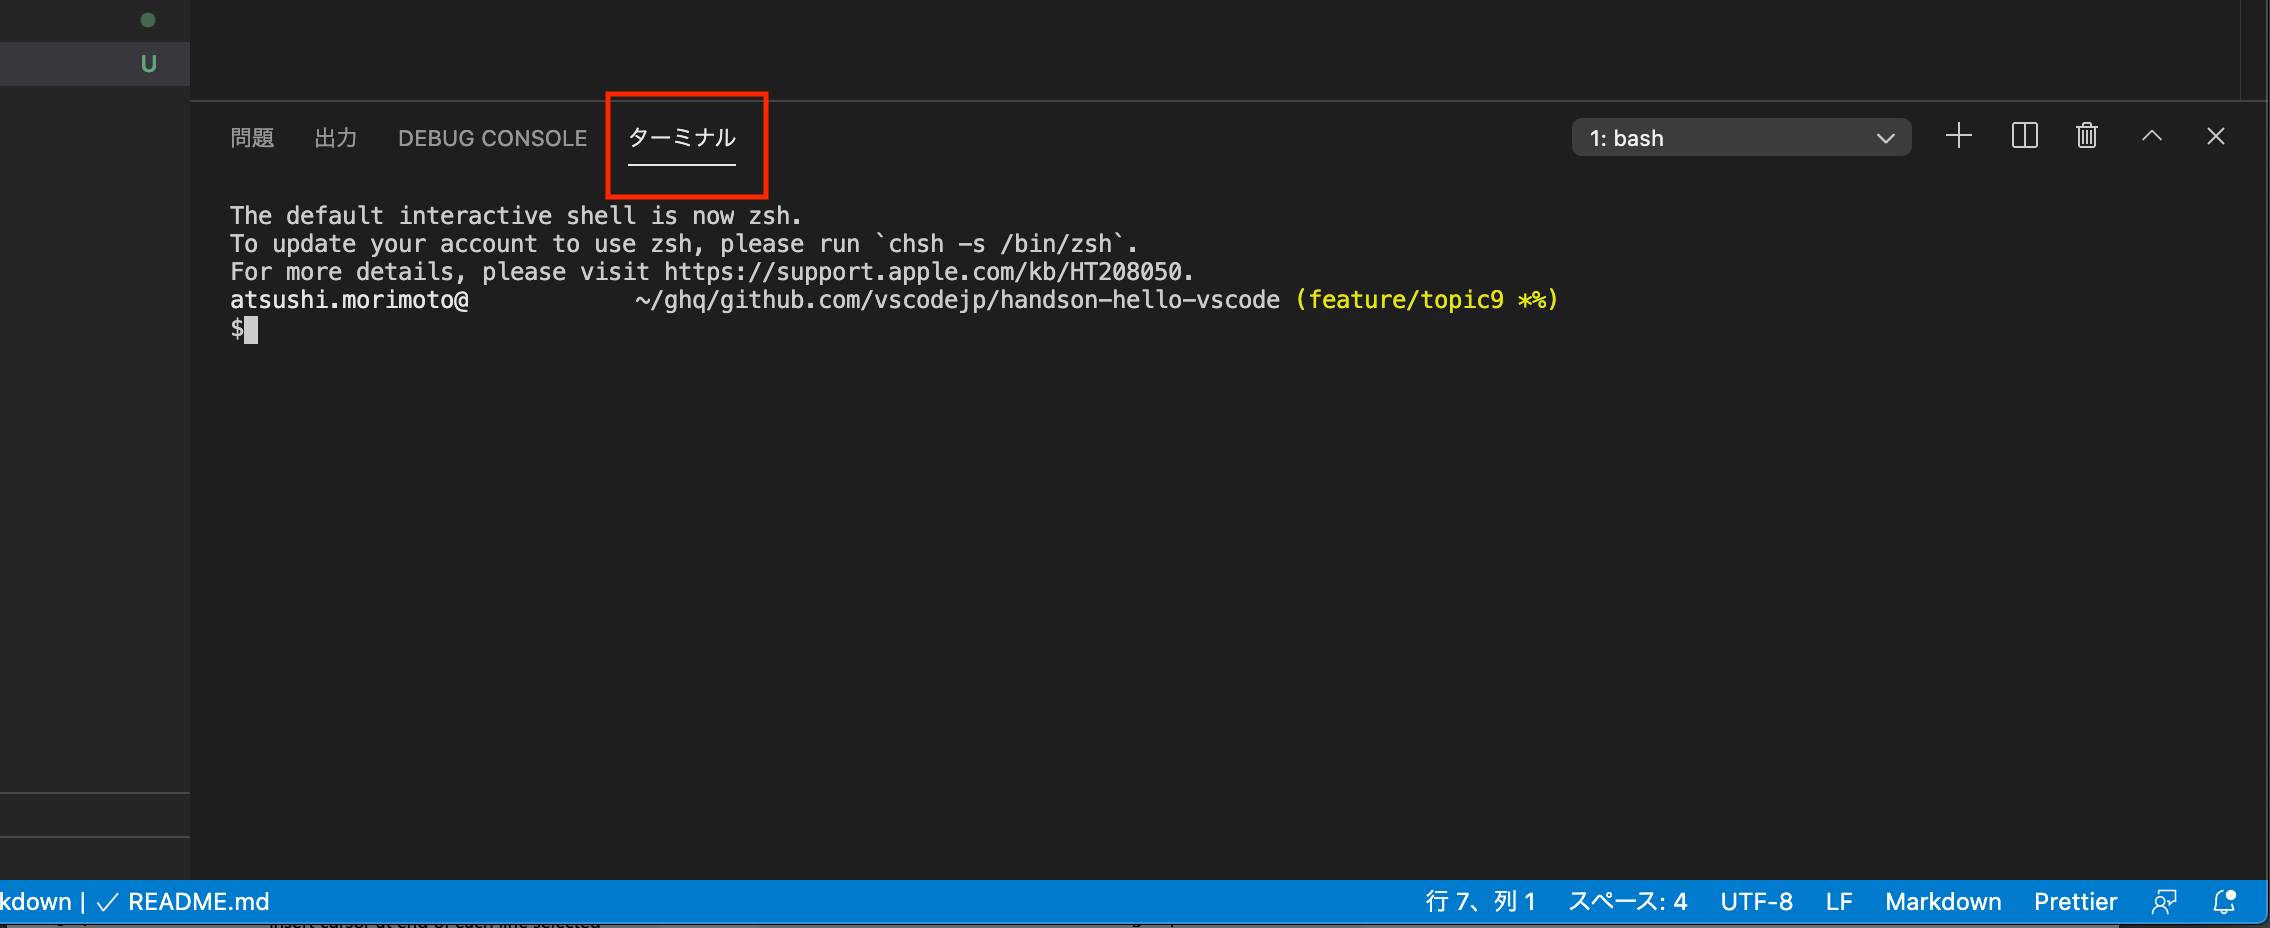 U
問題 出力 DEBUG CONSOLE ターミナル 1: bash
The default interactive shell is now zsh.
To update your account to use zsh, please run `chsh -s /bin/zsh`.
For more details, please visit https://support.apple.com/kb/HT208050.
atsushi.morimoto@ ~/ghq/github.com/vscodejp/handson-hello-vscode (feature/topic9 *%)
$
kdown | ✓ README.md 行 7、列 1 スペース: 4 UTF-8 LF Markdown Prettier